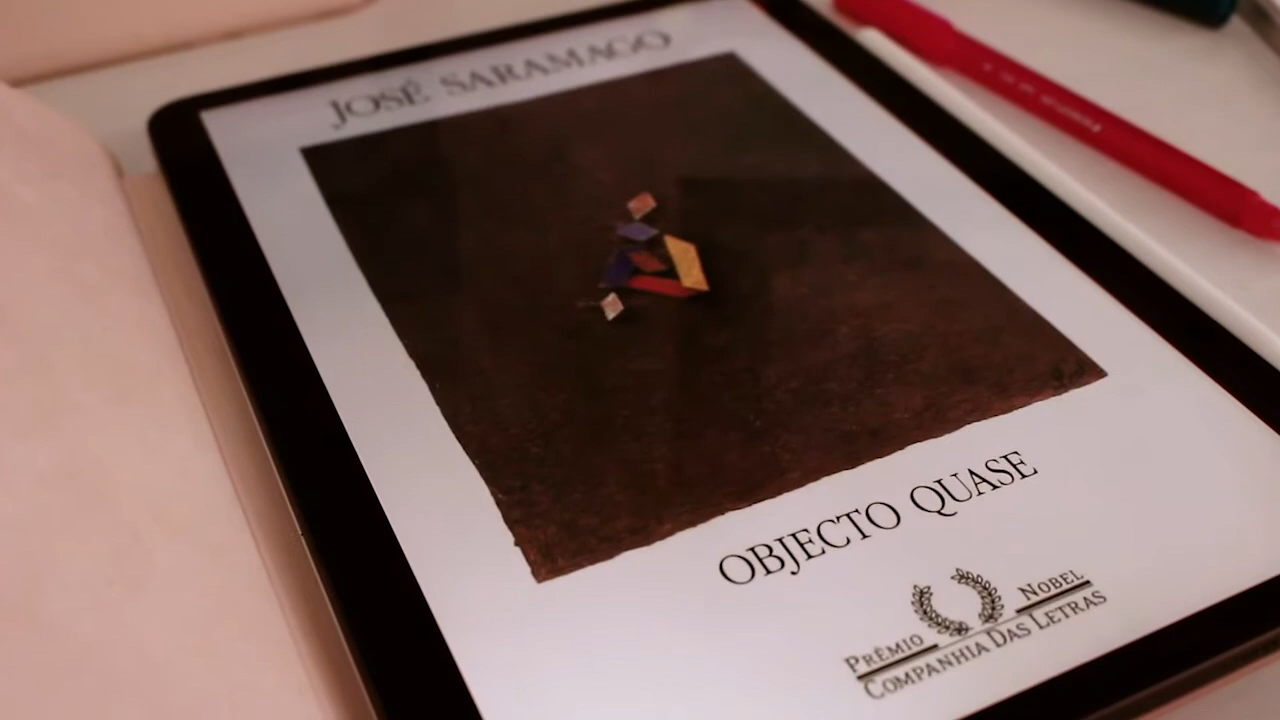 JOSÉ SARAMAGO
OBJECTO QUASE
PRÊMIO NOBEL
COMPANHIA DAS LETRAS